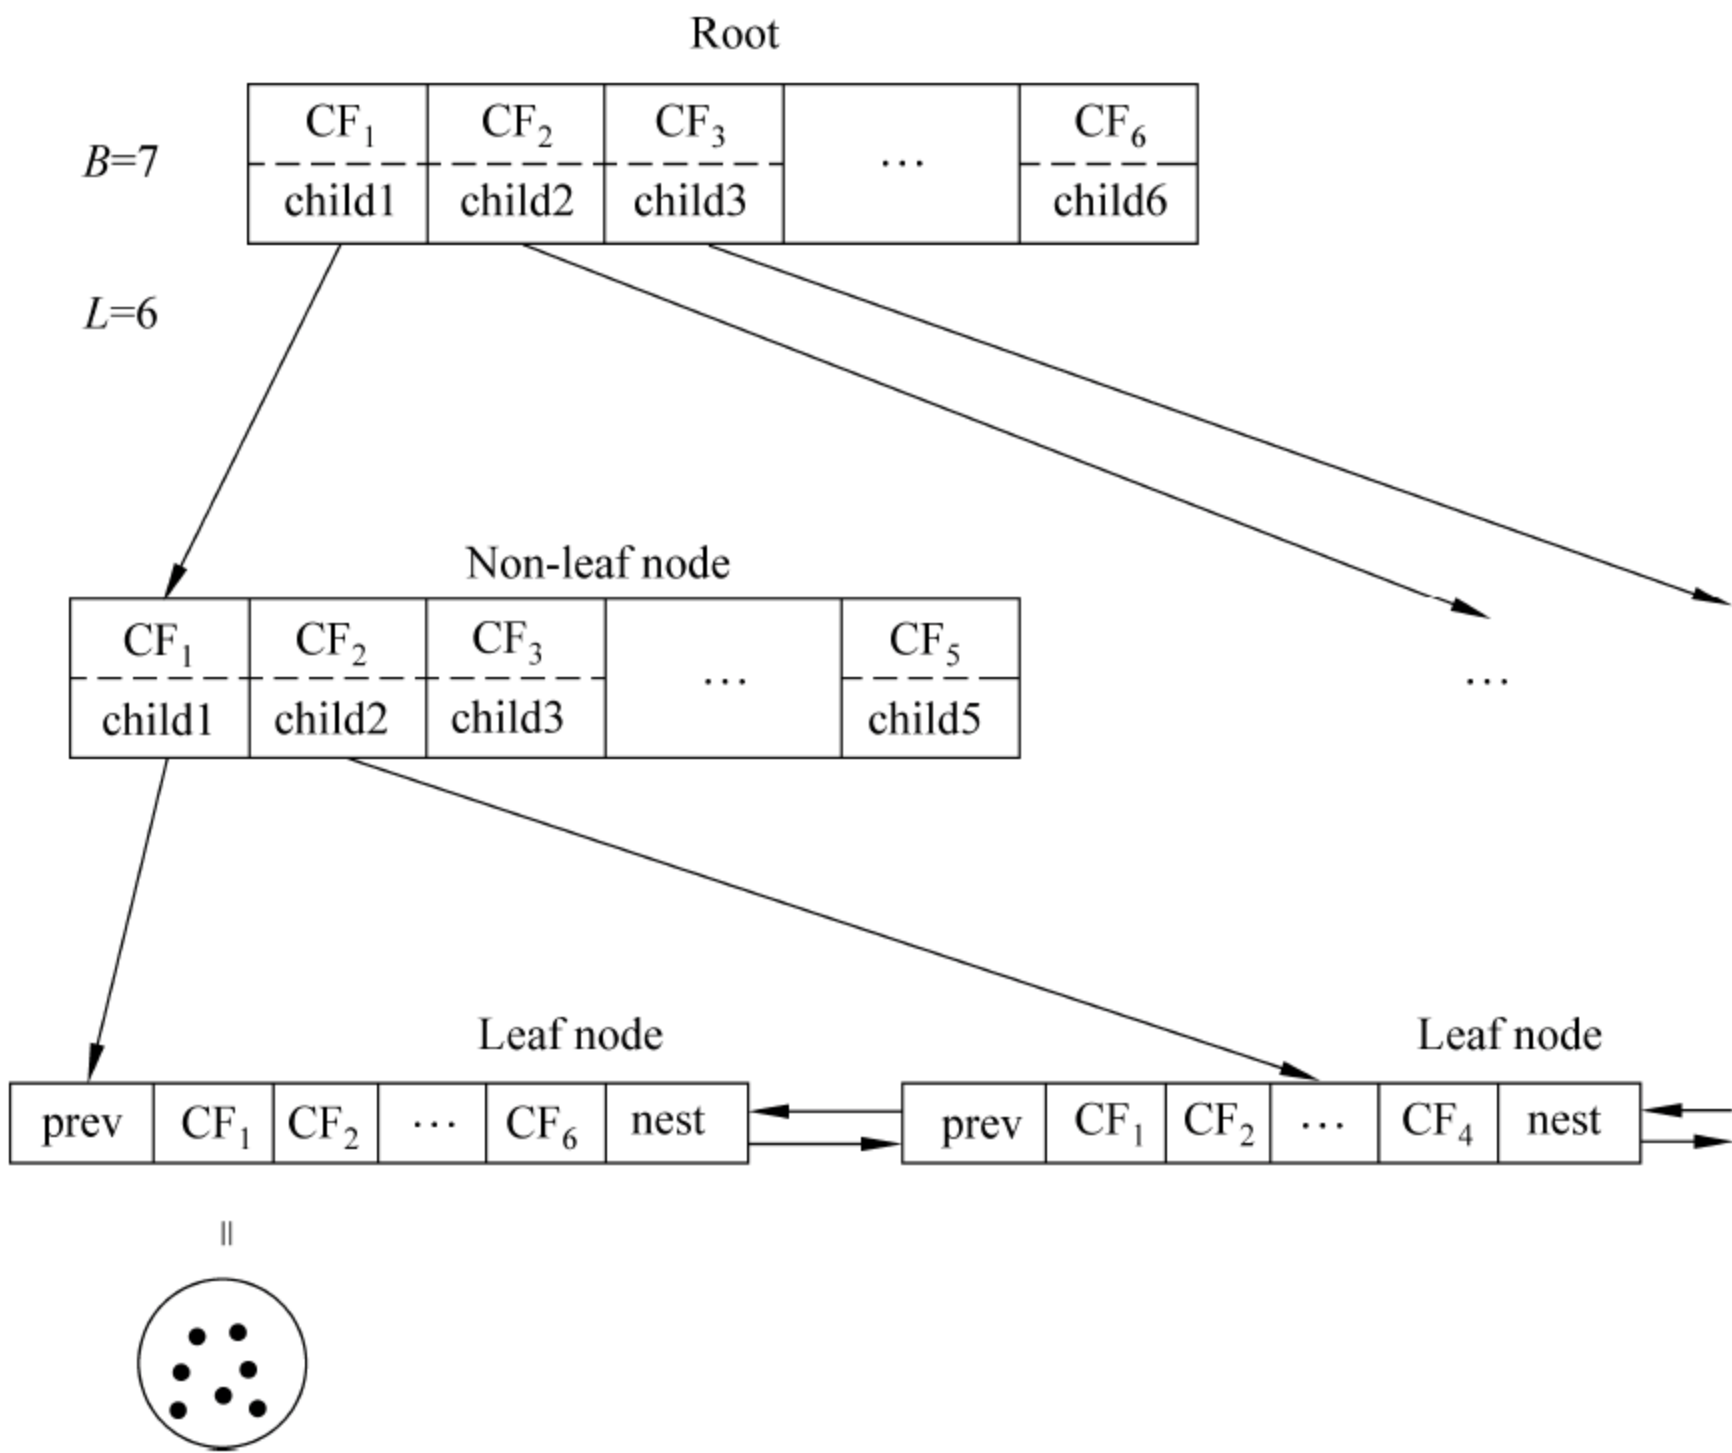 Root
B=7
CF₁ CF₂ CF₃ ··· CF₆
child1 child2 child3 child6
L=6
Non-leaf node
CF₁ CF₂ CF₃ ··· CF₅ ···
child1 child2 child3 child5
Leaf node Leaf node
prev CF₁ CF₂ ··· CF₆ nest prev CF₁ CF₂ ··· CF₄ nest